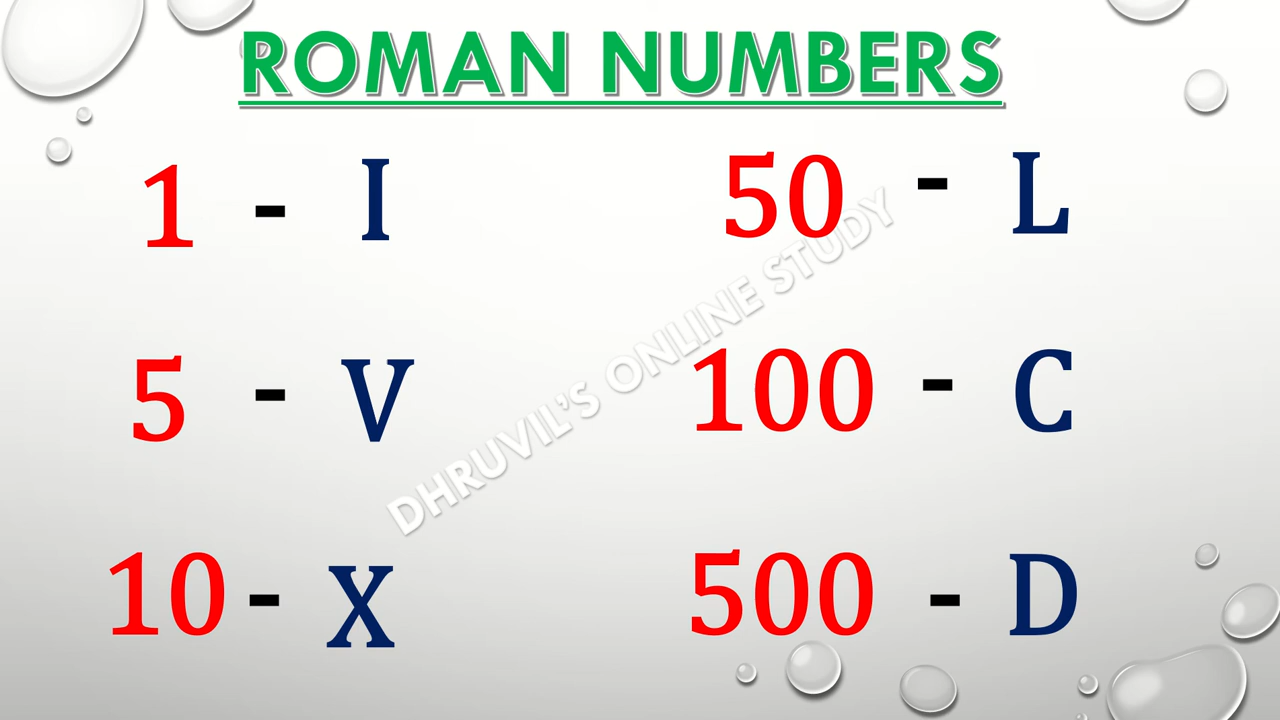 ROMAN NUMBERS
1 - I
50 - L
5 - V
100 - C
10 - X
500 - D
DHRUVIL'S ONLINE STUDY